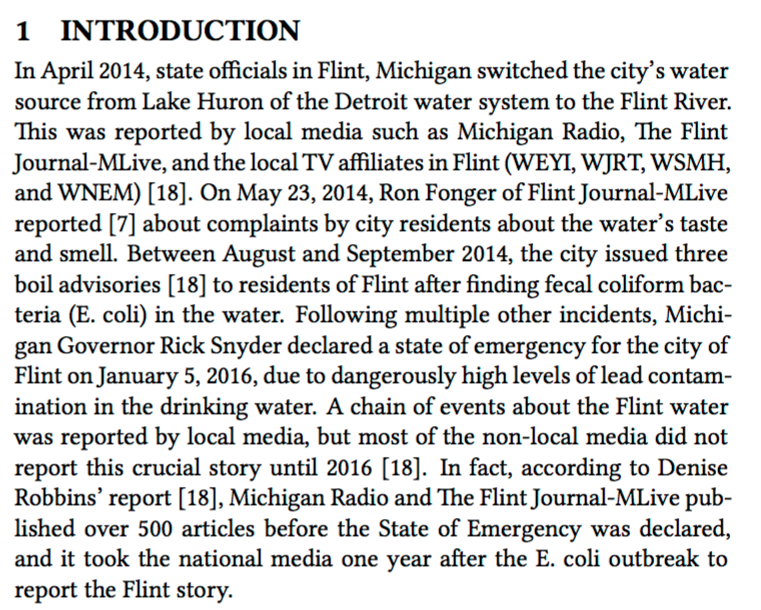 1 INTRODUCTION
In April 2014, state officials in Flint, Michigan switched the city's water
source from Lake Huron of the Detroit water system to the Flint River.
This was reported by local media such as Michigan Radio, The Flint
Journal-MLive, and the local TV affiliates in Flint (WEYI, WJRT, WSMH,
and WNEM) [18]. On May 23, 2014, Ron Fonger of Flint Journal-MLive
reported [7] about complaints by city residents about the water's taste
and smell. Between August and September 2014, the city issued three
boil advisories [18] to residents of Flint after finding fecal coliform bac-
teria (E. coli) in the water. Following multiple other incidents, Michi-
gan Governor Rick Snyder declared a state of emergency for the city of
Flint on January 5, 2016, due to dangerously high levels of lead contam-
ination in the drinking water. A chain of events about the Flint water
was reported by local media, but most of the non-local media did not
report this crucial story until 2016 [18]. In fact, according to Denise
Robbins' report [18], Michigan Radio and The Flint Journal-MLive pub-
lished over 500 articles before the State of Emergency was declared,
and it took the national media one year after the E. coli outbreak to
report the Flint story.